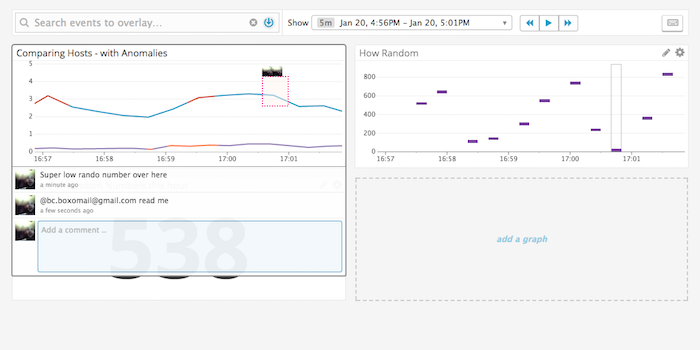 Search events to overlay...
Show 5m Jan 20, 4:56PM - Jan 20, 5:01PM
Comparing Hosts - with Anomalies
5
4
3
2
1
0
16:57 16:58 16:59 17:00 17:01
Super low rando number over here
a minute ago
@bc.boxomail@gmail.com read me
a few seconds ago
Add a comment ..
538
How Random
800
600
400
200
0
16:57 16:58 16:59 17:00 17:01
add a graph